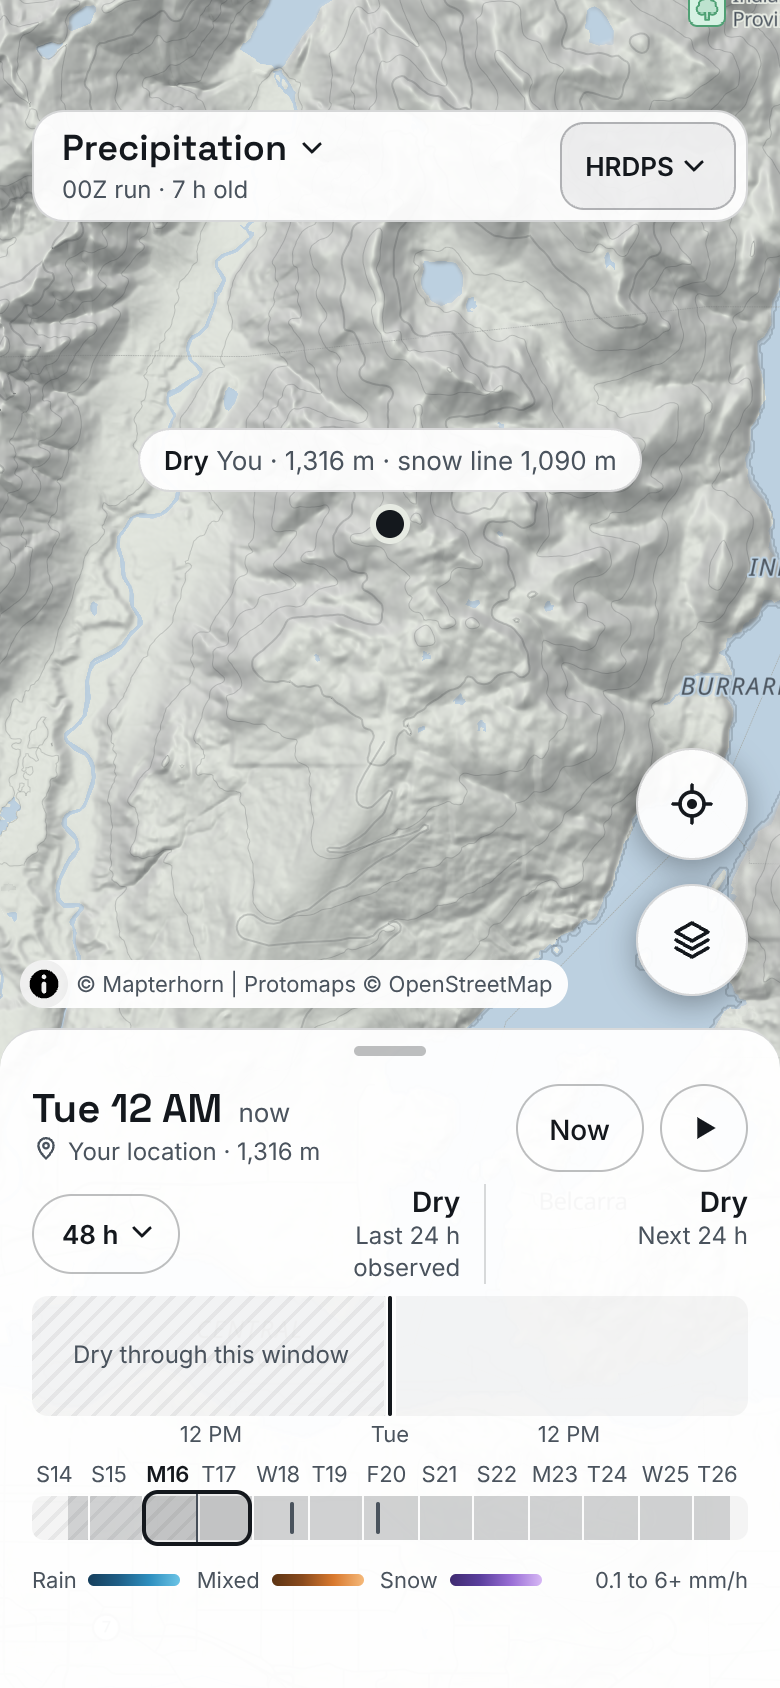 Provi
Precipitation
00Z run · 7 h old
HRDPS
Dry You · 1,316 m · snow line 1,090 m
© Mapterhorn | Protomaps © OpenStreetMap
Tue 12 AM now
Your location · 1,316 m
Now
48 h
Dry
Last 24 h
observed
Belcarra
Dry
Next 24 h
Dry through this window
12 PM Tue 12 PM
S14 S15 M16 T17 W18 T19 F20 S21 S22 M23 T24 W25 T26
Rain Mixed Snow 0.1 to 6+ mm/h